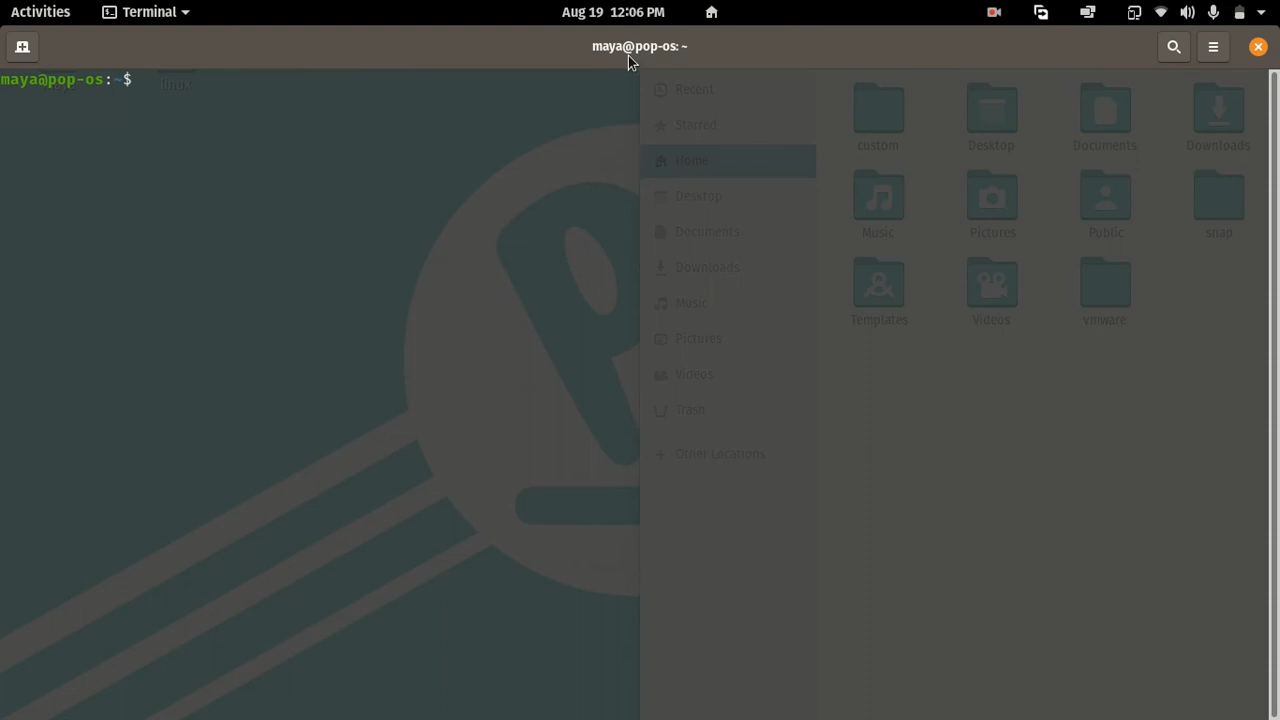 Activities
Terminal
Aug 19 12:06 PM
maya@pop-os: ~
maya@pop-os:~$
linux
Recent
Starred
Home
Desktop
Documents
Downloads
Music
Pictures
Videos
Trash
Other Locations
custom
Desktop
Documents
Downloads
Music
Pictures
Public
snap
Templates
Videos
vmware